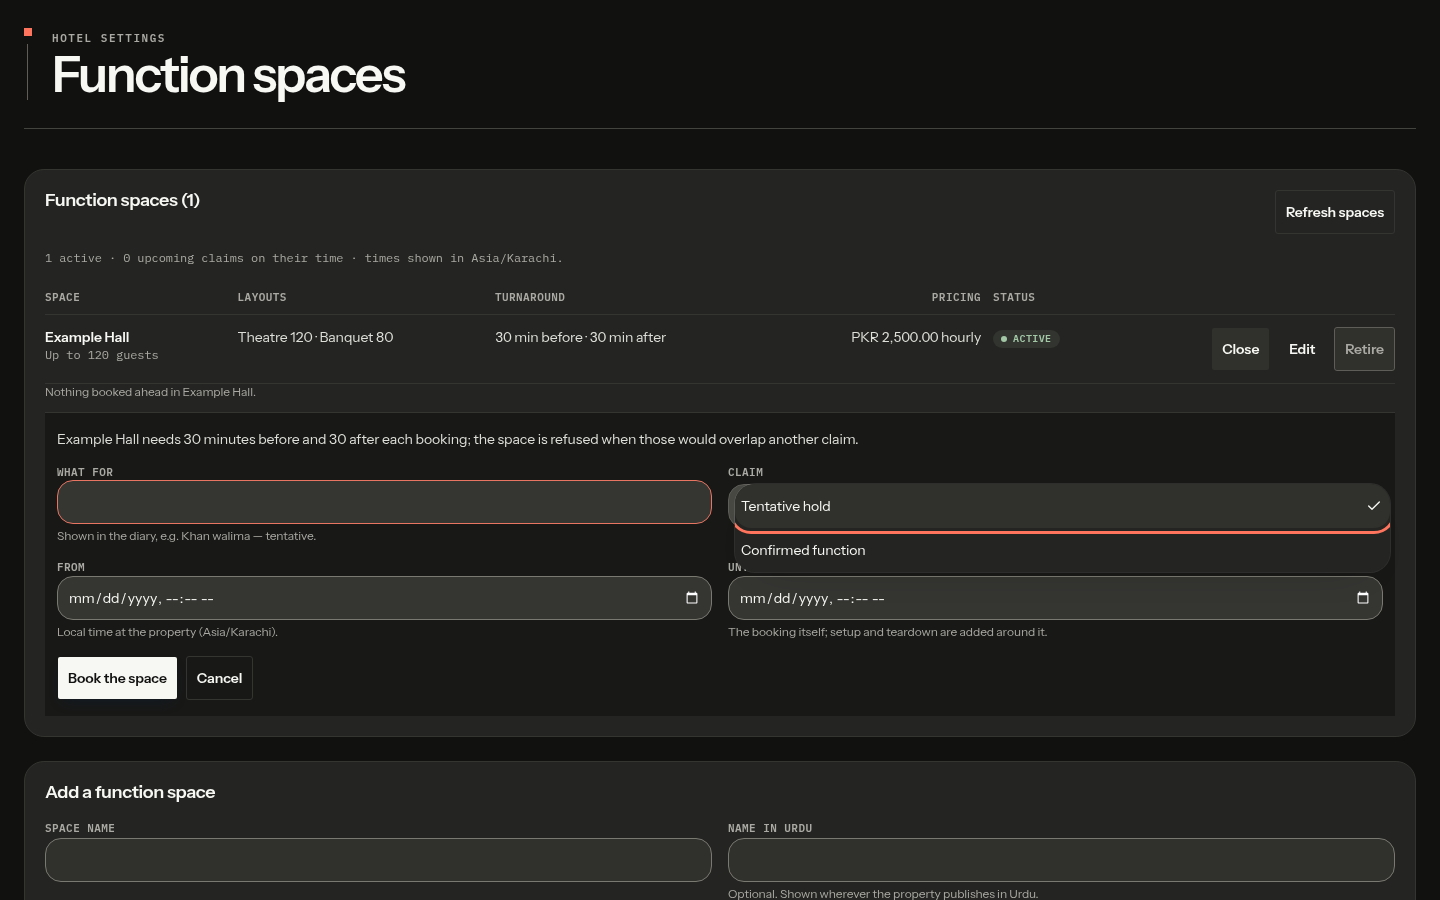 HOTEL SETTINGS
Function spaces
Function spaces (1)
Refresh spaces
1 active · 0 upcoming claims on their time · times shown in Asia/Karachi.
SPACE LAYOUTS TURNAROUND PRICING STATUS
Example Hall Theatre 120 · Banquet 80 30 min before · 30 min after PKR 2,500.00 hourly ACTIVE Close Edit Retire
Up to 120 guests
Nothing booked ahead in Example Hall.
Example Hall needs 30 minutes before and 30 after each booking; the space is refused when those would overlap another claim.
WHAT FOR CLAIM
Tentative hold
Shown in the diary, e.g. Khan walima — tentative.
Confirmed function
FROM
mm/dd/yyyy, --:-- -- mm/dd/yyyy, --:-- --
Local time at the property (Asia/Karachi). The booking itself; setup and teardown are added around it.
Book the space Cancel
Add a function space
SPACE NAME NAME IN URDU
Optional. Shown wherever the property publishes in Urdu.